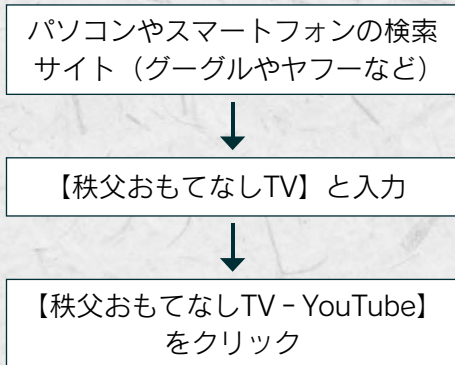 パソコンやスマートフォンの検索
サイト（グーグルやヤフーなど）
【秩父おもてなしTV】と入力
【秩父おもてなしTV－YouTube】
をクリック